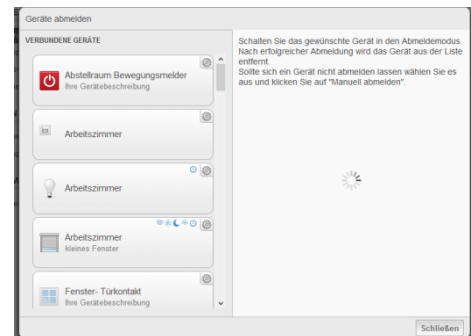 Geräte abmelden
VERBUNDENE GERÄTE
Abstellraum Bewegungsmelder
Ihre Gerätebeschreibung
Arbeitszimmer
Arbeitszimmer
Arbeitszimmer
kleines Fenster
Fenster- Türkontakt
Ihre Gerätebeschreibung
Schalten Sie das gewünschte Gerät in den Abmeldemodus.
Nach erfolgreicher Abmeldung wird das Gerät aus der Liste
entfernt.
Sollte sich ein Gerät nicht abmelden lassen wählen Sie es
aus und klicken Sie auf "Manuell abmelden".
Schließen